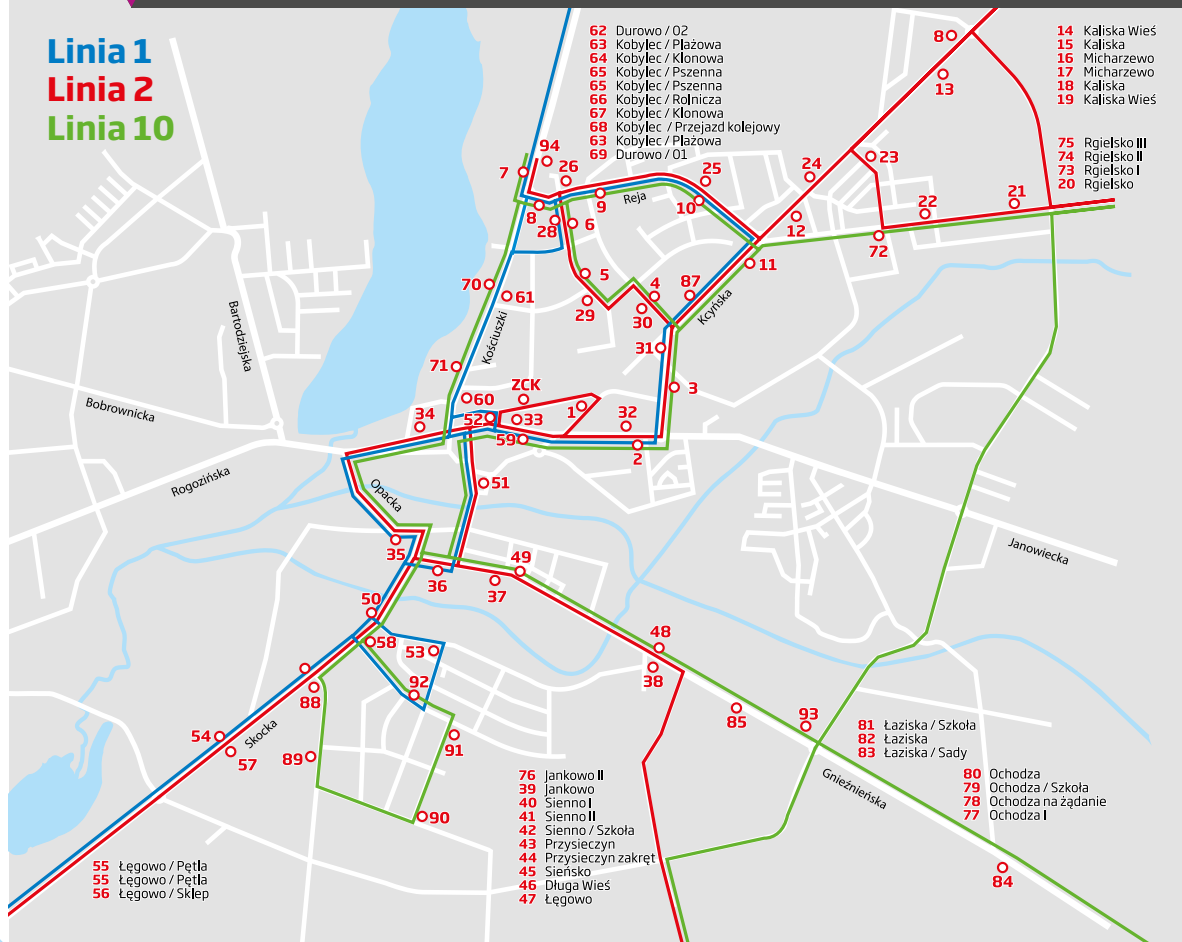 Linia 1
Linia 2
Linia 10
62 Durowo / 02
63 Kobylec / Plażowa
64 Kobylec / Klonowa
65 Kobylec / Pszenna
65 Kobylec / Pszenna
66 Kobylec / Rolnicza
67 Kobylec / Klonowa
68 Kobylec / Przejazd kolejowy
63 Kobylec / Plażowa
69 Durowo / 01
14 Kaliska Wieś
15 Kaliska
16 Micharzewo
17 Micharzewo
18 Kaliska
19 Kaliska Wieś
75 Rgielsko III
74 Rgielsko II
73 Rgielsko I
20 Rgielsko
8
13
94
7
26
25
24
23
9
Reja
10
8
28
6
12
22
21
72
11
5
4
87
29
30
Kcyńska
70
61
Kościuszki
Bartodziejska
31
71
3
60
ZCK
1
34
52
33
32
59
2
Bobrownicka
Rogozińska
Opacka
51
35
36
49
37
Janowiecka
50
58
53
48
38
92
88
85
93
54
57
Skocka
89
91
90
Gnieźnieńska
84
81 Łaziska / Szkoła
82 Łaziska
83 Łaziska / Sady
80 Ochodza
79 Ochodza / Szkoła
78 Ochodza na żądanie
77 Ochodza I
76 Jankowo II
39 Jankowo
40 Sienno I
41 Sienno II
42 Sienno / Szkoła
43 Przysieczyn
44 Przysieczyn zakręt
45 Sieńsko
46 Długa Wieś
47 Łęgowo
55 Łęgowo / Pętla
55 Łęgowo / Pętla
56 Łęgowo / Sklep